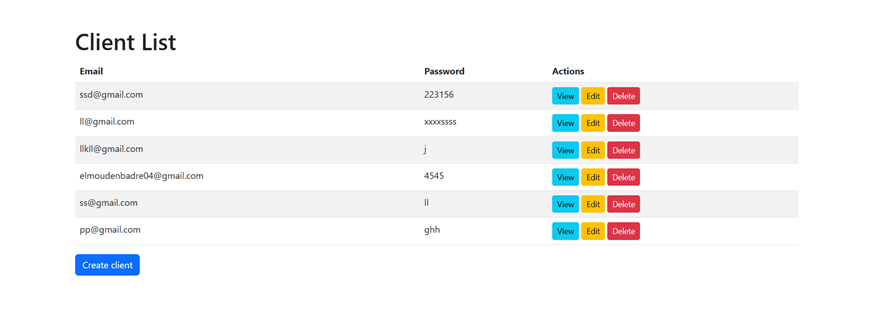 Client List
Email Password Actions
ssd@gmail.com 223156 View Edit Delete
ll@gmail.com xxxxssss View Edit Delete
llkll@gmail.com j View Edit Delete
elmoudenbadre04@gmail.com 4545 View Edit Delete
ss@gmail.com ll View Edit Delete
pp@gmail.com ghh View Edit Delete
Create client